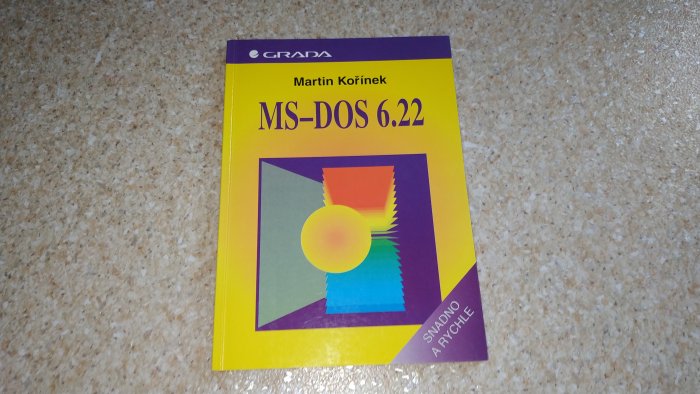 GRADA
Martin Kořínek
MS–DOS 6.22
SNADNO
A RYCHLE